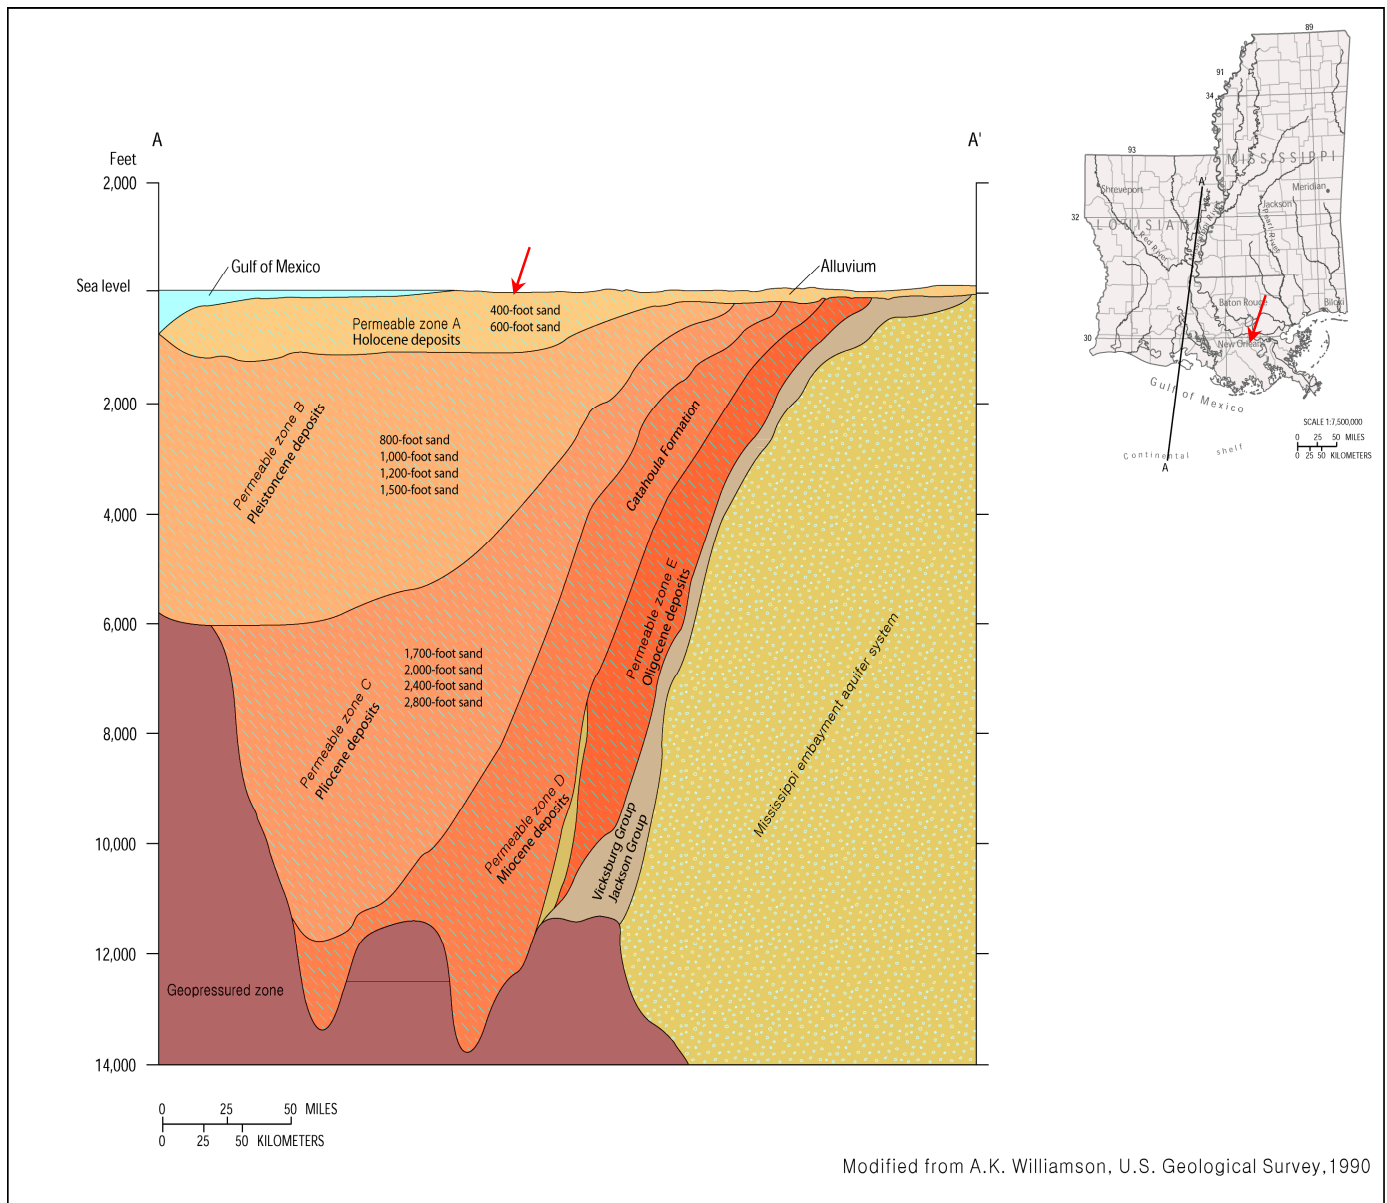 A
A'
Feet
2,000
Gulf of Mexico
Alluvium
Sea level
400-foot sand
600-foot sand
Permeable zone A
Holocene deposits
2,000
Permeable zone B
Pleistoncene deposits
800-foot sand
1,000-foot sand
1,200-foot sand
1,500-foot sand
Catahoula Formation
4,000
Permeable zone E
Oligocene deposits
6,000
1,700-foot sand
2,000-foot sand
2,400-foot sand
2,800-foot sand
Permeable zone C
Pliocene deposits
Mississippi embayment aquifer system
8,000
Permeable zone D
Miocene deposits
Vicksburg Group
Jackson Group
10,000
12,000
Geopressured zone
14,000
0 25 50 MILES
0 25 50 KILOMETERS
89
91
34
93
MISSISSIPPI
A'
Shreveport
Meridian
Jackson
32
LOUISIANA
Red River
Pearl River
Baton Rouge
Biloxi
30
New Orleans
Gulf of Mexico
SCALE 1:7,500,000
0 25 50 MILES
0 25 50 KILOMETERS
Continental shelf
A
Modified from A.K. Williamson, U.S. Geological Survey,1990